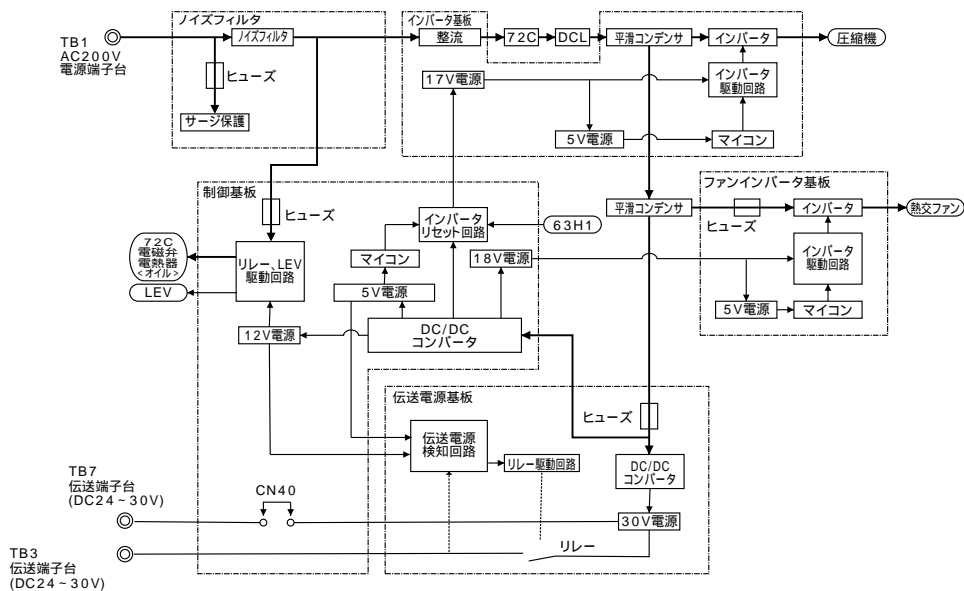 ノイズフィルタ
TB1
AC200V
電源端子台
ノイズフィルタ
ヒューズ
サージ保護
インバータ基板
整流
72C
DCL
平滑コンデンサ
インバータ
圧縮機
17V電源
インバータ
駆動回路
5V電源
マイコン
制御基板
ヒューズ
インバータ
リセット回路
63H1
72C
電磁弁
電熱器
<オイル>
LEV
リレー、LEV
駆動回路
マイコン
18V電源
5V電源
12V電源
DC/DC
コンバータ
平滑コンデンサ
ファンインバータ基板
ヒューズ
インバータ
熱交ファン
インバータ
駆動回路
5V電源
マイコン
伝送電源基板
ヒューズ
伝送電源
検知回路
リレー駆動回路
DC/DC
コンバータ
30V電源
リレー
TB7
伝送端子台
(DC24~30V)
CN40
TB3
伝送端子台
(DC24~30V)